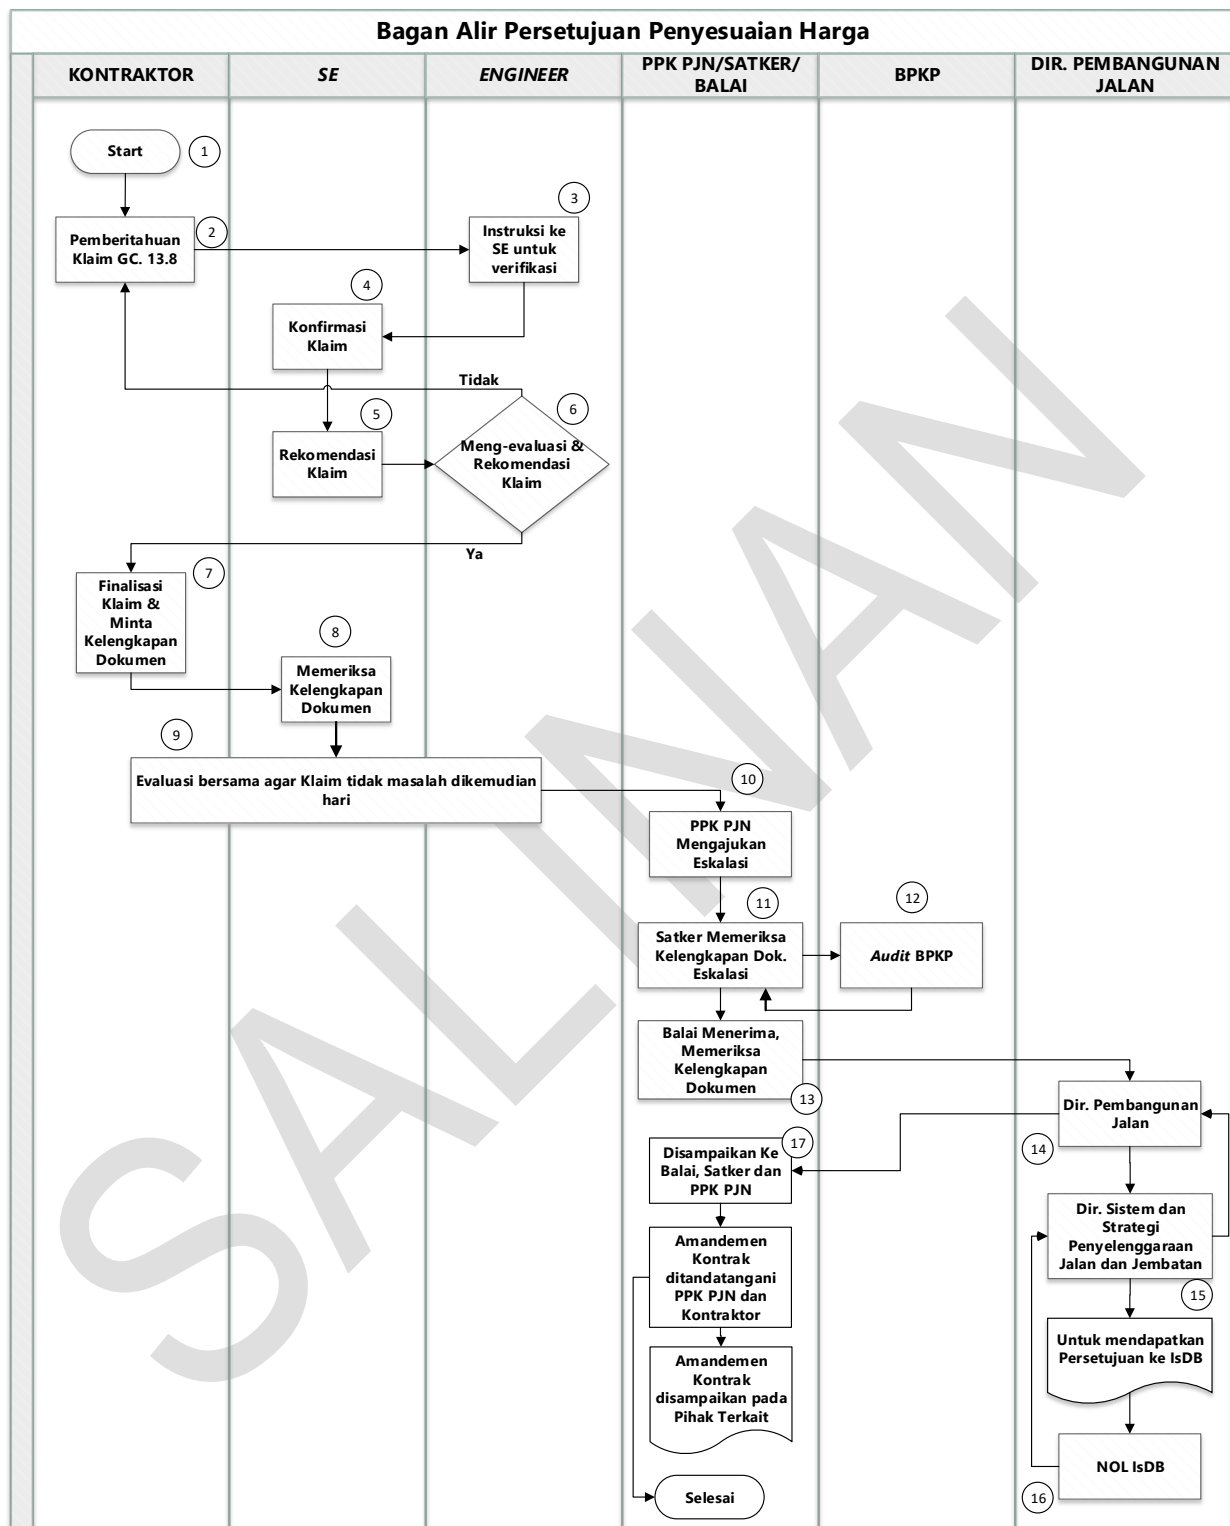 Bagan Alir Persetujuan Penyesuaian Harga
KONTRAKTOR
SE
ENGINEER
PPK PJN/SATKER/
BALAI
BPKP
DIR. PEMBANGUNAN
JALAN
Start
1
Pemberitahuan
Klaim GC. 13.8
2
3
Instruksi ke
SE untuk
verifikasi
4
Konfirmasi
Klaim
Tidak
5
Rekomendasi
Klaim
6
Meng-evaluasi &
Rekomendasi
Klaim
Ya
7
Finalisasi
Klaim &
Minta
Kelengkapan
Dokumen
8
Memeriksa
Kelengkapan
Dokumen
9
Evaluasi bersama agar Klaim tidak masalah dikemudian
hari
10
PPK PJN
Mengajukan
Eskalasi
11
Satker Memeriksa
Kelengkapan Dok.
Eskalasi
12
Audit BPKP
Balai Menerima,
Memeriksa
Kelengkapan
Dokumen
13
Dir. Pembangunan
Jalan
14
17
Disampaikan Ke
Balai, Satker dan
PPK PJN
Dir. Sistem dan
Strategi
Penyelenggaraan
Jalan dan Jembatan
15
Amandemen
Kontrak
ditandatangani
PPK PJN dan
Kontraktor
Untuk mendapatkan
Persetujuan ke IsDB
Amandemen
Kontrak
disampaikan pada
Pihak Terkait
NOL IsDB
16
Selesai
SALINAN